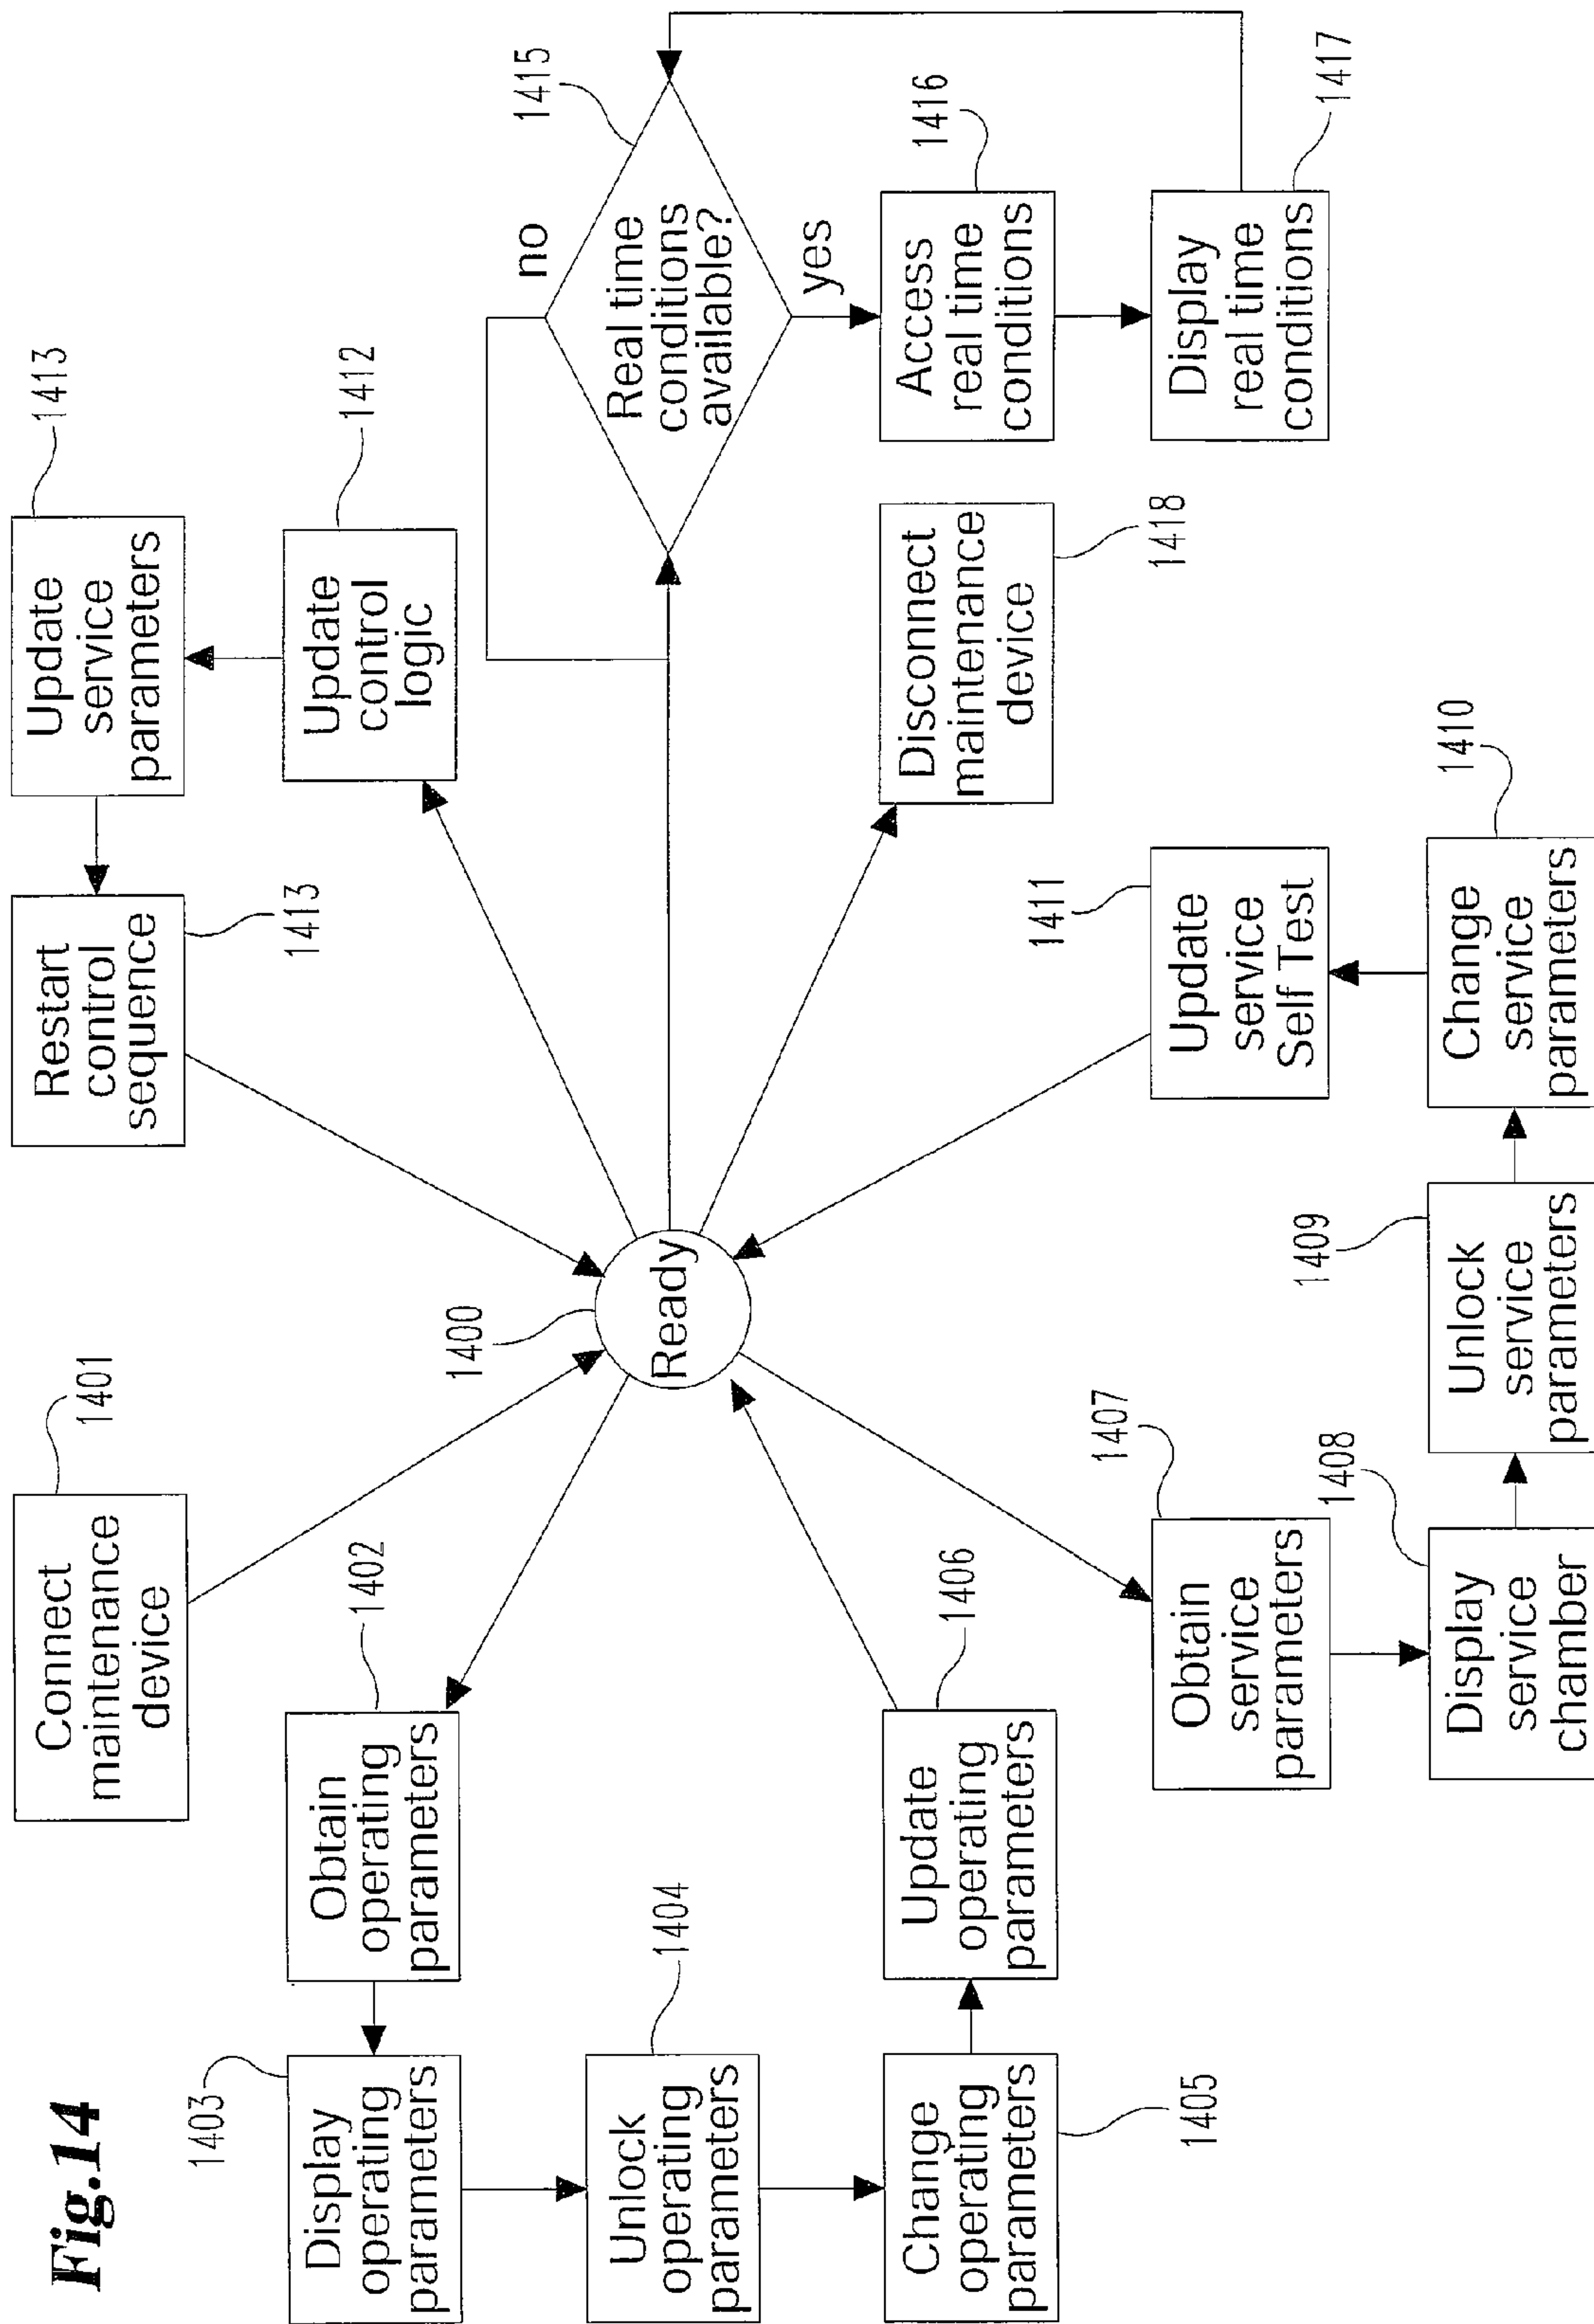 Fig.14
Connect
maintenance
device
1401
Restart
control
sequence
1413
Update
service
parameters
1413
Display
operating
parameters
1403
Obtain
operating
parameters
1402
Update
control
logic
1412
Unlock
operating
parameters
1404
1400
Ready
no
Real time
conditions
available?
1415
yes
Change
operating
parameters
1405
Update
operating
parameters
1406
Disconnect
maintenance
device
1418
Access
real time
conditions
1416
Obtain
service
parameters
1407
Update
service
Self Test
1411
Display
real time
conditions
1417
Display
service
chamber
1408
Unlock
service
parameters
1409
Change
service
parameters
1410